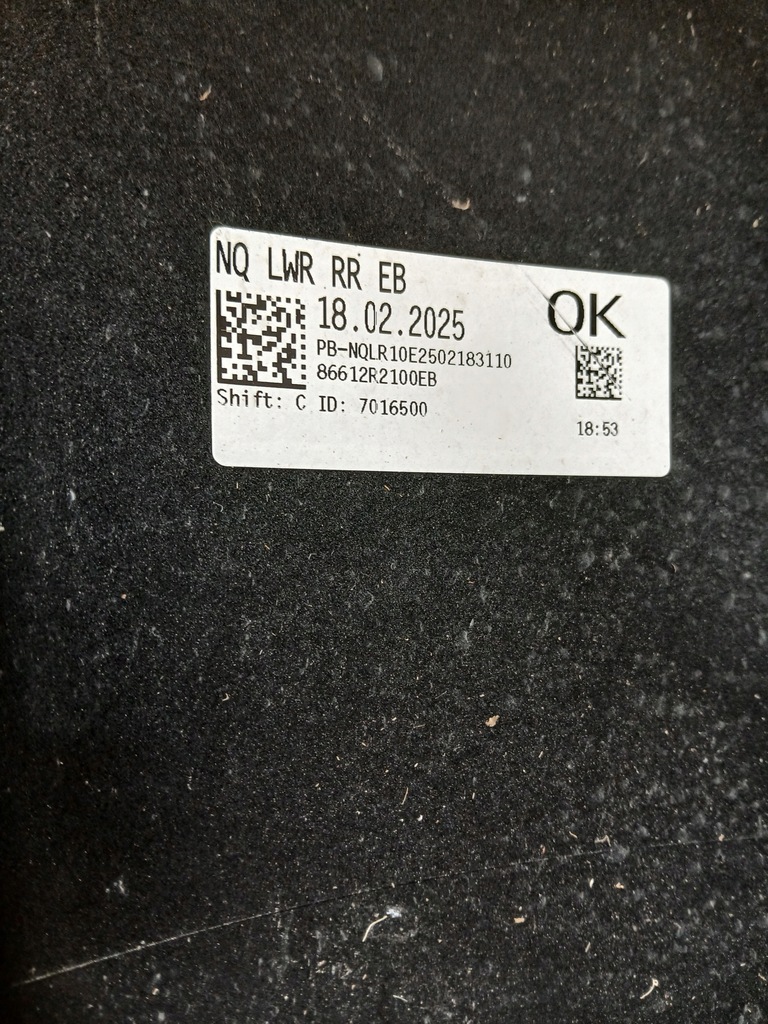 NQ LWR RR EB
18.02.2025
OK
PB-NQLR10E2502183110
86612R2100EB
Shift: C ID: 7016500
18:53